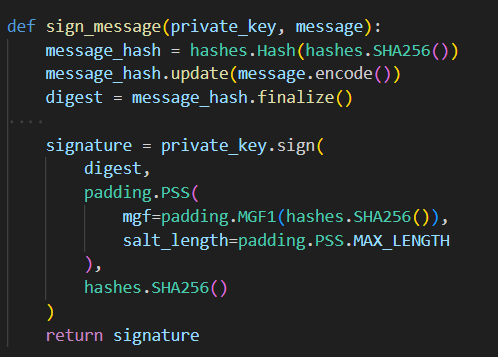 def sign_message(private_key, message):
    message_hash = hashes.Hash(hashes.SHA256())
    message_hash.update(message.encode())
    digest = message_hash.finalize()

    signature = private_key.sign(
        digest,
        padding.PSS(
            mgf=padding.MGF1(hashes.SHA256()),
            salt_length=padding.PSS.MAX_LENGTH
        ),
        hashes.SHA256()
    )
    return signature